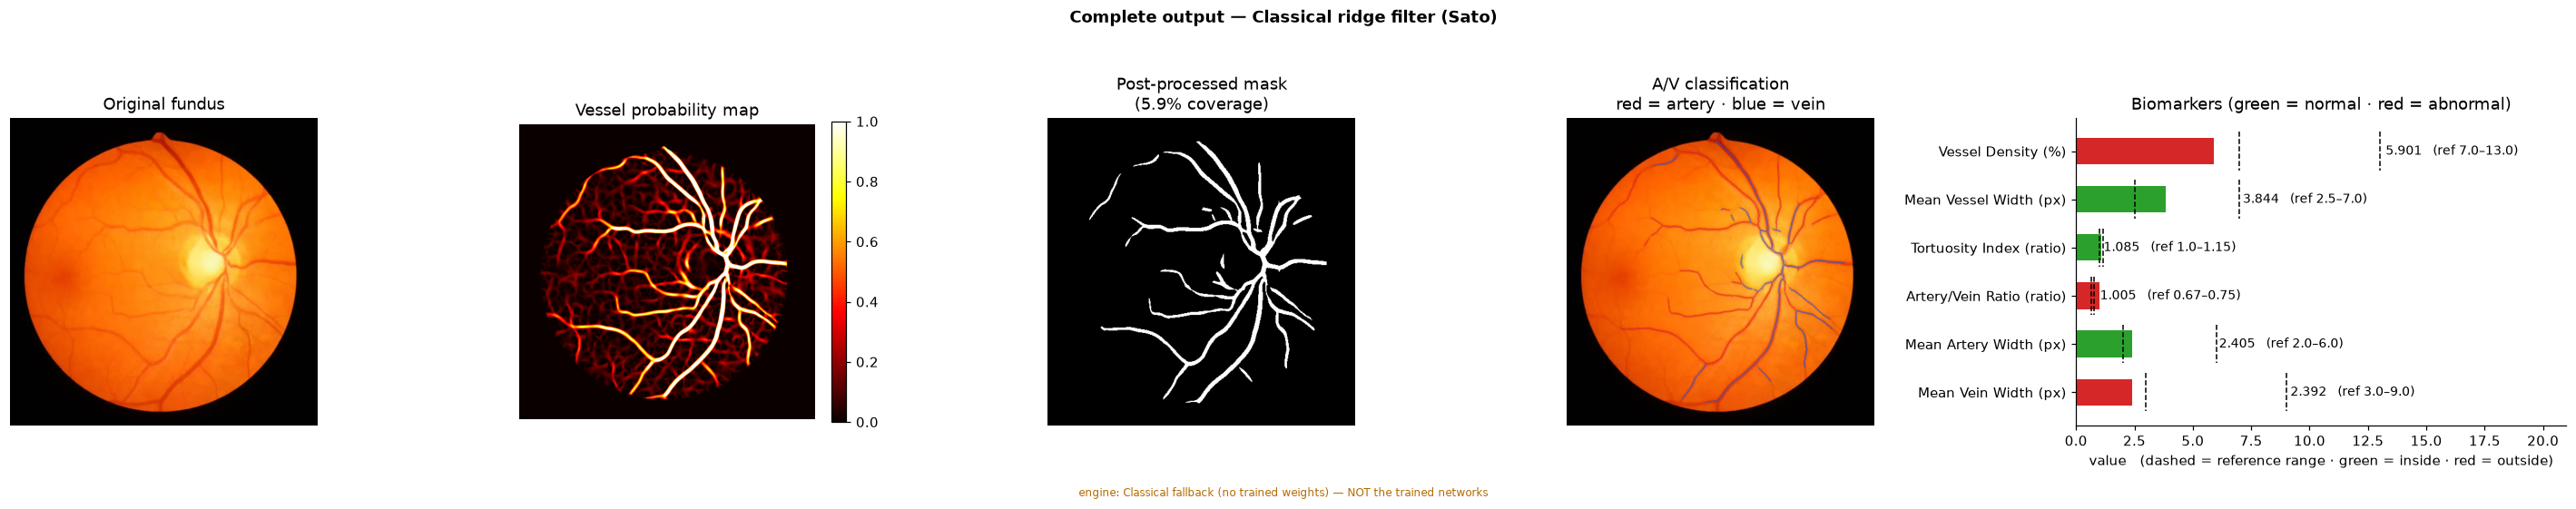 Complete output — Classical ridge filter (Sato)
Original fundus
Vessel probability map
1.0
0.8
0.6
0.4
0.2
0.0
Post-processed mask
(5.9% coverage)
A/V classification
red = artery · blue = vein
Biomarkers (green = normal · red = abnormal)
Vessel Density (%)
5.901 (ref 7.0–13.0)
Mean Vessel Width (px)
3.844 (ref 2.5–7.0)
Tortuosity Index (ratio)
1.085 (ref 1.0–1.15)
Artery/Vein Ratio (ratio)
1.005 (ref 0.67–0.75)
Mean Artery Width (px)
2.405 (ref 2.0–6.0)
Mean Vein Width (px)
2.392 (ref 3.0–9.0)
0.0 2.5 5.0 7.5 10.0 12.5 15.0 17.5 20.0
value (dashed = reference range · green = inside · red = outside)
engine: Classical fallback (no trained weights) — NOT the trained networks